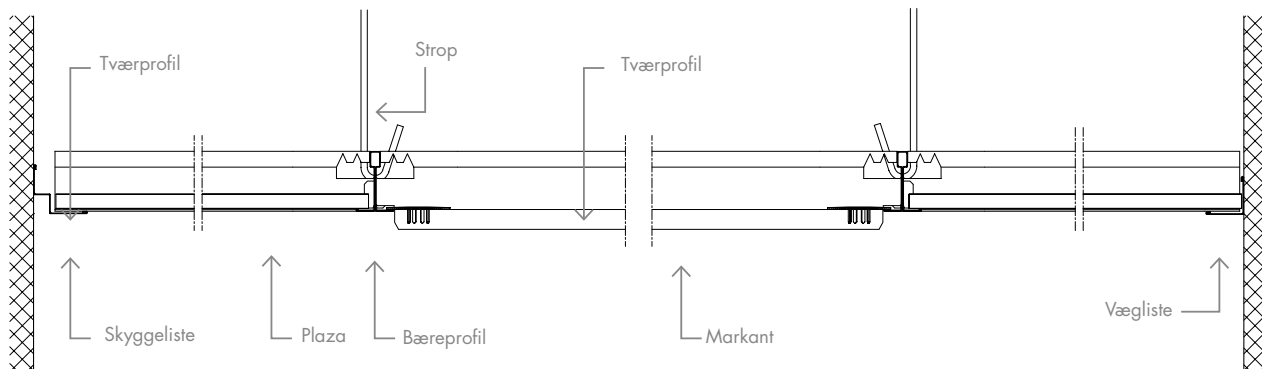 Strop
Tværprofil
Tværprofil
Vægliste
Skyggeliste
Plaza
Bæreprofil
Markant